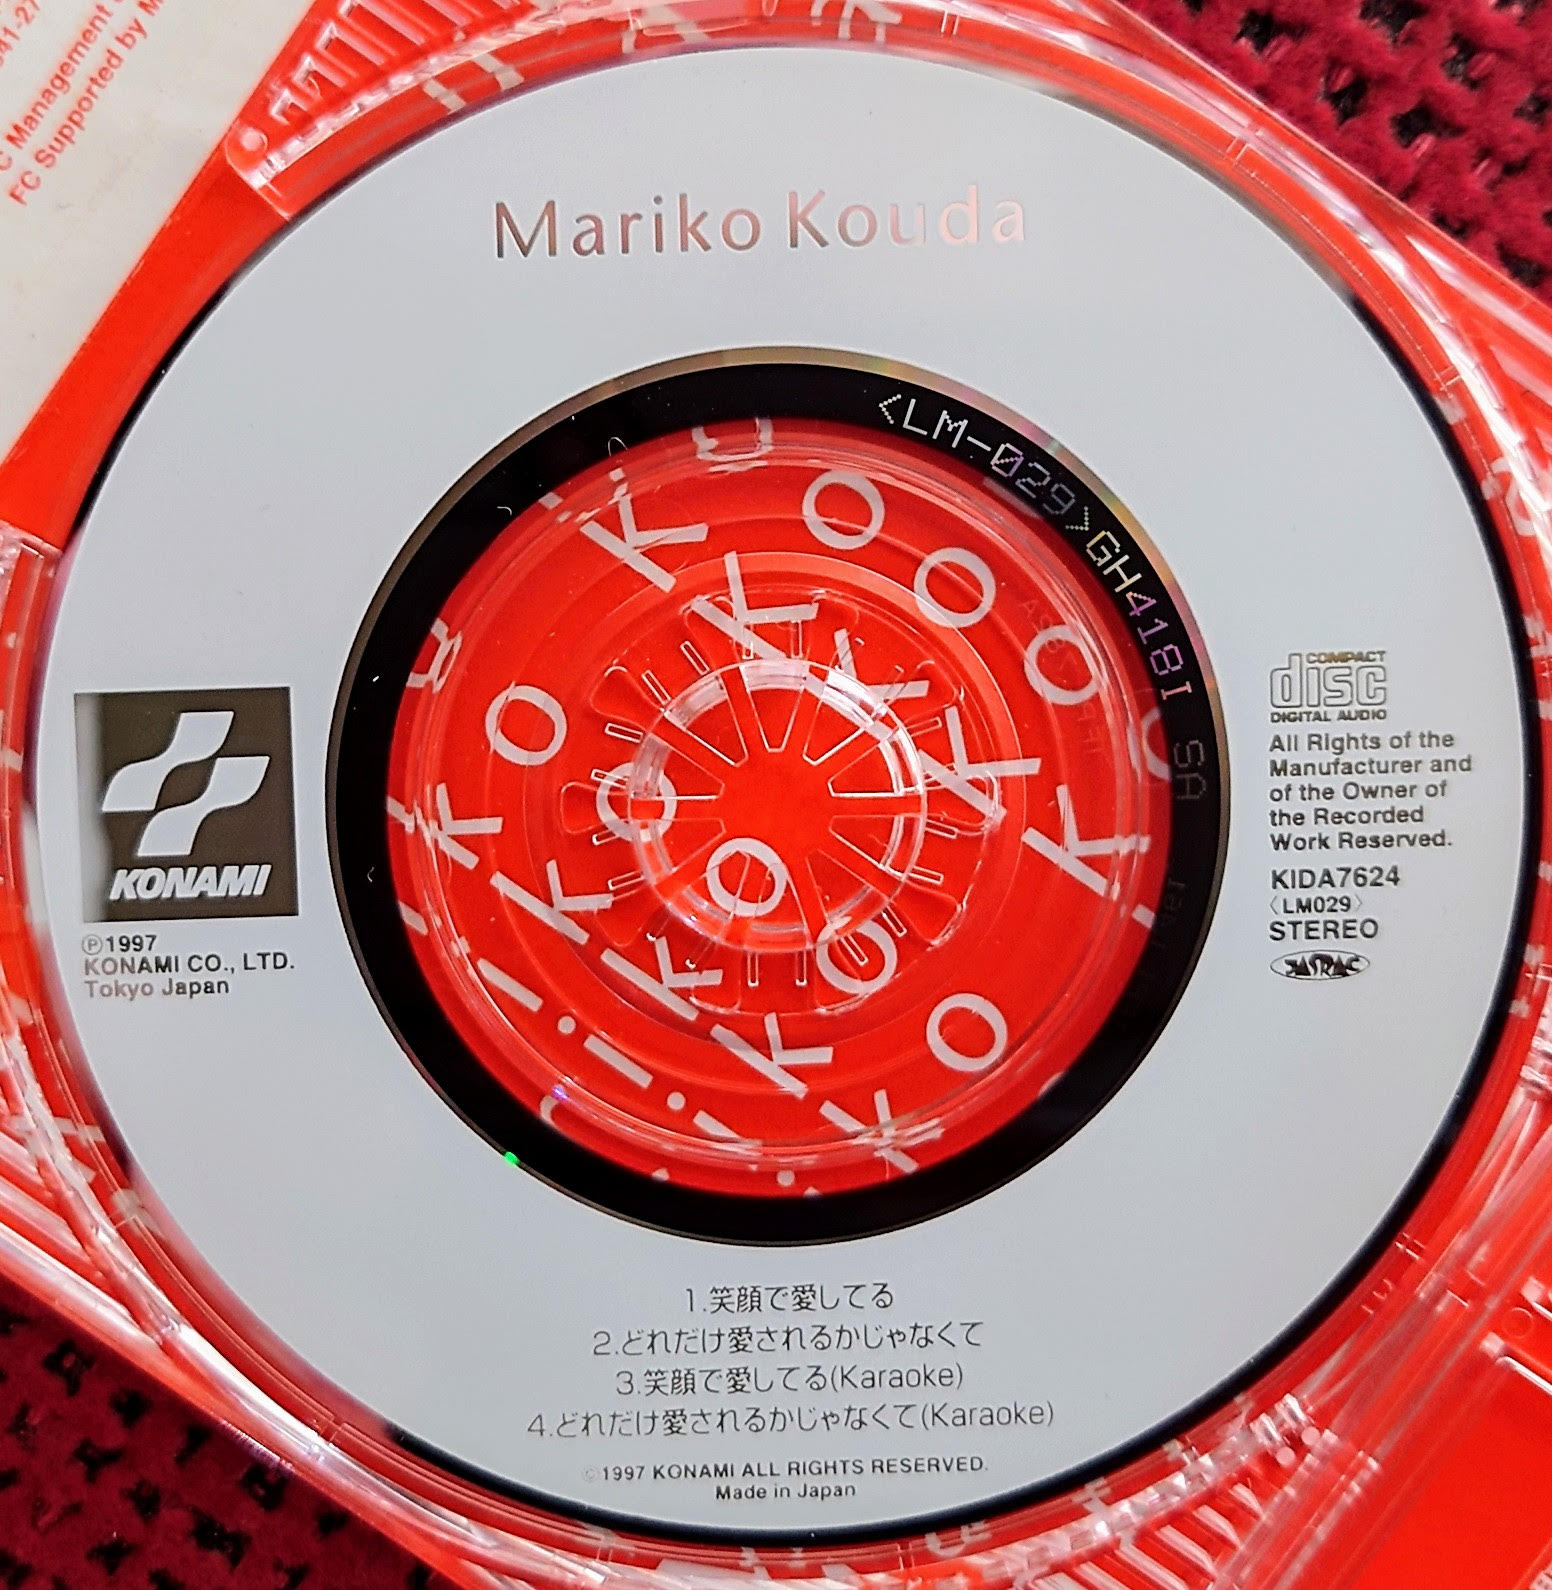 Management
FC Supported by
Mariko Kouda
<LM-029>GH418I SA
KONAMI
Ⓟ1997
KONAMI CO., LTD.
Tokyo Japan
COMPACT
disc
DIGITAL AUDIO
All Rights of the
Manufacturer and
of the Owner of
the Recorded
Work Reserved.
KIDA7624
〈LM029〉
STEREO
JASRAC
1.笑顔で愛してる
2.どれだけ愛されるかじゃなくて
3.笑顔で愛してる(Karaoke)
4.どれだけ愛されるかじゃなくて(Karaoke)
©1997 KONAMI ALL RIGHTS RESERVED.
Made in Japan